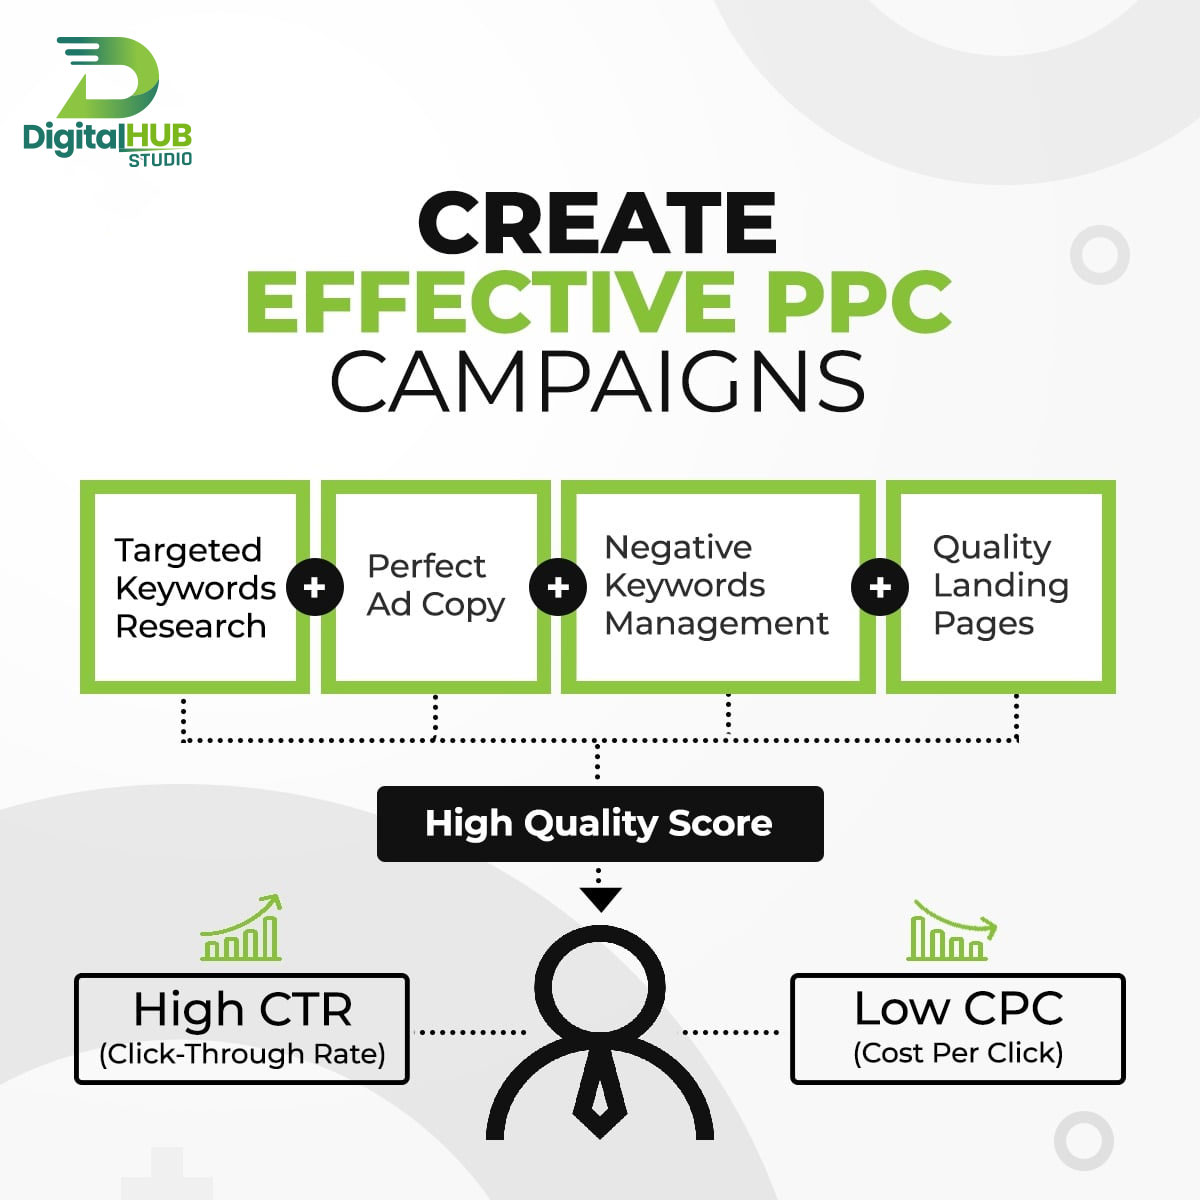 DigitalHUB
STUDIO
CREATE
EFFECTIVE PPC
CAMPAIGNS
Targeted
Keywords
Research
+
Perfect
Ad Copy
+
Negative
Keywords
Management
+
Quality
Landing
Pages
High Quality Score
High CTR
(Click-Through Rate)
Low CPC
(Cost Per Click)